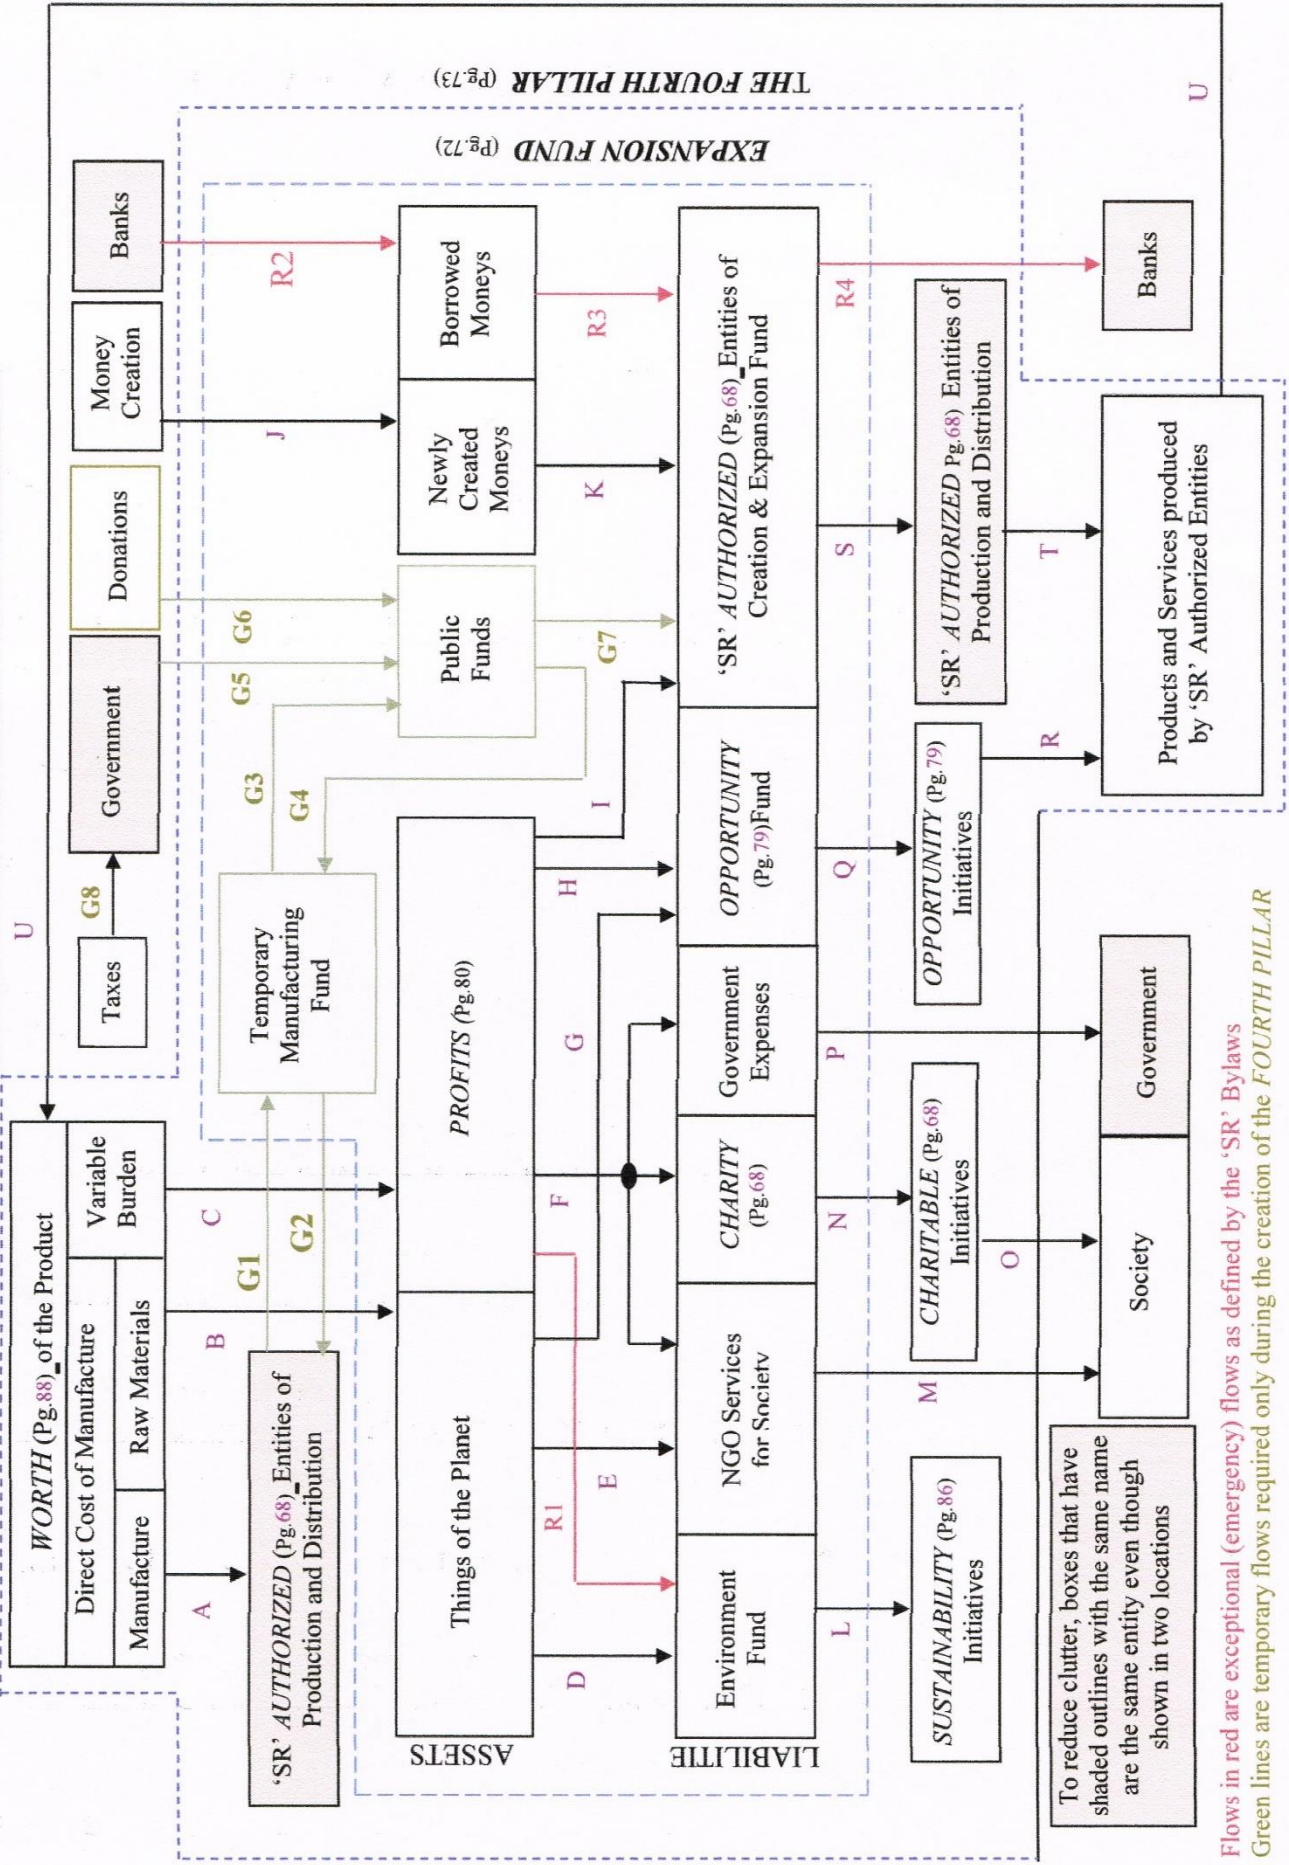 THE FOURTH PILLAR (Pg.73)
EXPANSION FUND (Pg.72)
U
WORTH (Pg.88)_of the Product
Direct Cost of Manufacture
Variable
Burden
Manufacture
Raw Materials
Taxes
G8
Government
Donations
Money
Creation
Banks
A
B
C
G1
G2
G3
G4
G5
G6
J
R2
'SR' AUTHORIZED (Pg.68)_Entities of
Production and Distribution
Temporary
Manufacturing
Fund
ASSETS
Things of the Planet
PROFITS (Pg.80)
Public
Funds
Newly
Created
Moneys
Borrowed
Moneys
D
R1
E
F
G
H
I
G7
K
R3
LIABILITIE
Environment
Fund
NGO Services
for Society
CHARITY
(Pg.68)
Government
Expenses
OPPORTUNITY
(Pg.79)Fund
'SR' AUTHORIZED (Pg.68)_Entities of
Creation & Expansion Fund
L
M
N
P
Q
S
R4
SUSTAINABILITY (Pg.86)
Initiatives
CHARITABLE (Pg.68)
Initiatives
OPPORTUNITY (Pg.79)
Initiatives
'SR' AUTHORIZED Pg.68) Entities of
Production and Distribution
O
R
T
U
To reduce clutter, boxes that have
shaded outlines with the same name
are the same entity even though
shown in two locations
Society
Government
Products and Services produced
by 'SR' Authorized Entities
Banks
Flows in red are exceptional (emergency) flows as defined by the 'SR' Bylaws
Green lines are temporary flows required only during the creation of the FOURTH PILLAR